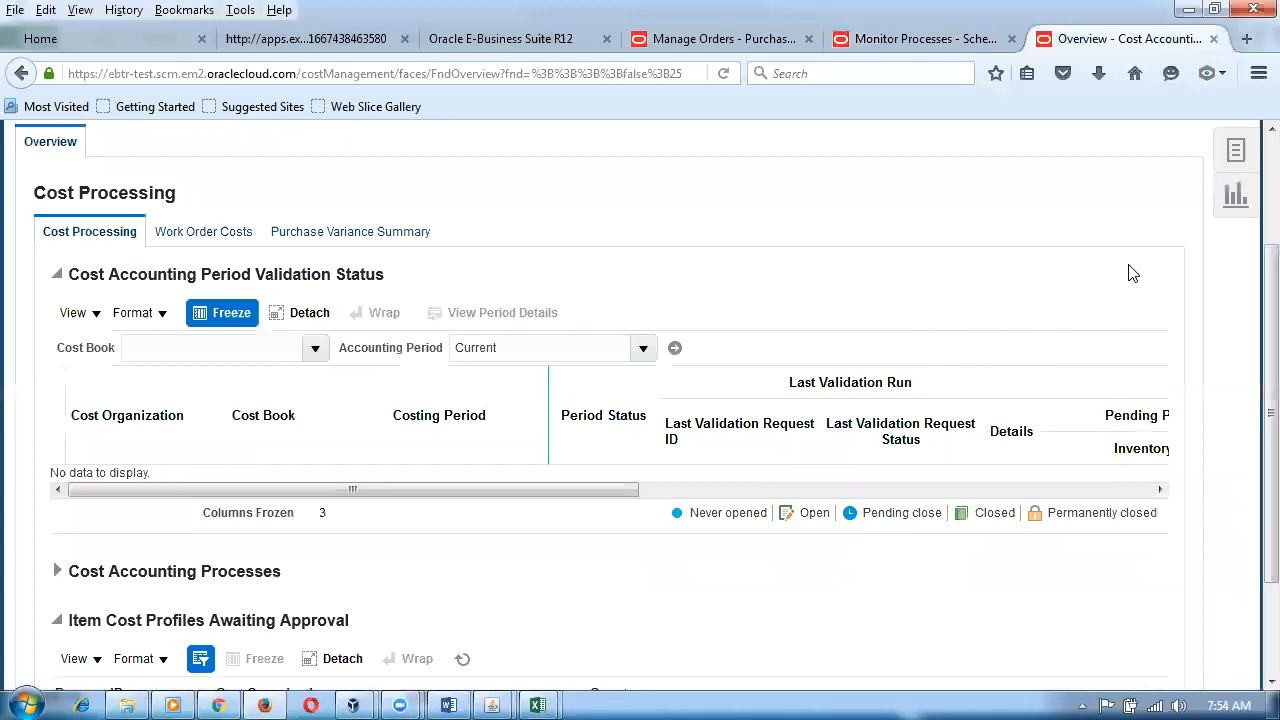 File Edit View History Bookmarks Tools Help
Home http://apps.ex...1667438463580 Oracle E-Business Suite R12 Manage Orders - Purchas... Monitor Processes - Sche... Overview - Cost Accounti...
https://ebtr-test.scm.em2.oraclecloud.com/costManagement/faces/FndOverview?fnd=%3B%3B%3B%3Bfalse%3B25 Search
Most Visited Getting Started Suggested Sites Web Slice Gallery
Overview
Cost Processing
Cost Processing Work Order Costs Purchase Variance Summary
Cost Accounting Period Validation Status
View Format Freeze Detach Wrap View Period Details
Cost Book Accounting Period Current
Last Validation Run
Cost Organization Cost Book Costing Period Period Status Last Validation Request ID Last Validation Request Status Details Pending P
Inventory
No data to display.
Columns Frozen 3 Never opened Open Pending close Closed Permanently closed
Cost Accounting Processes
Item Cost Profiles Awaiting Approval
View Format Freeze Detach Wrap
7:54 AM